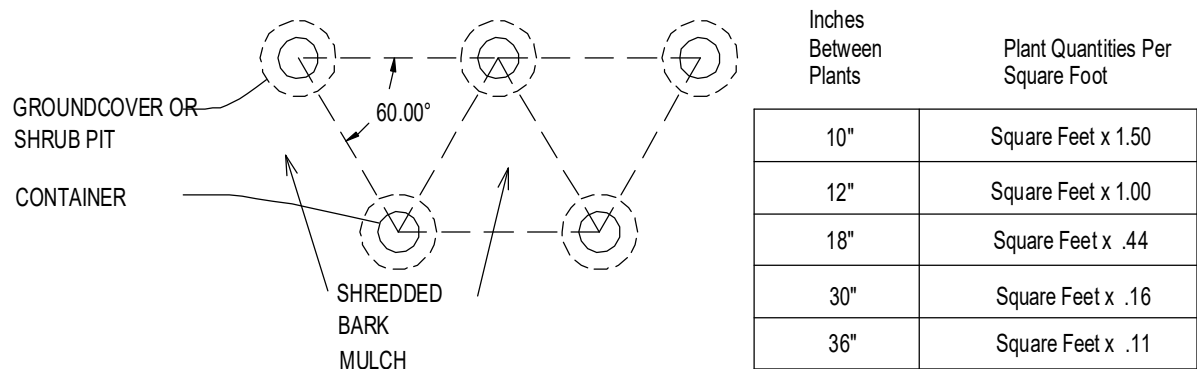 GROUNDCOVER OR
SHRUB PIT
CONTAINER
60.00°
SHREDDED
BARK
MULCH
Inches
Between
Plants
Plant Quantities Per
Square Foot
10" Square Feet x 1.50
12" Square Feet x 1.00
18" Square Feet x .44
30" Square Feet x .16
36" Square Feet x .11